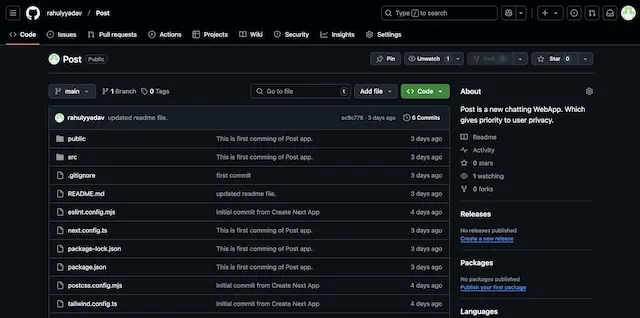 rahulyyadav / Post
Type / to search
Code
Issues
Pull requests
Actions
Projects
Wiki
Security
Insights
Settings
Post Public
Pin
Unwatch 1
Fork 0
Star 0
main
1 Branch
0 Tags
Go to file
t
Add file
Code
rahulyyadav updated readme file.
ac9c778 · 3 days ago
5 Commits
public This is first comming of Post app. 3 days ago
src This is first comming of Post app. 3 days ago
.gitignore first commit 3 days ago
README.md updated readme file. 3 days ago
eslint.config.mjs Initial commit from Create Next App 4 days ago
next.config.ts This is first comming of Post app. 3 days ago
package-lock.json This is first comming of Post app. 3 days ago
package.json This is first comming of Post app. 3 days ago
postcss.config.mjs Initial commit from Create Next App 4 days ago
tailwind.config.ts Initial commit from Create Next App 4 days ago
About
Post is a new chatting WebApp. Which
gives priority to user privacy.
Readme
Activity
0 stars
1 watching
0 forks
Releases
No releases published
Create a new release
Packages
No packages published
Publish your first package
Languages